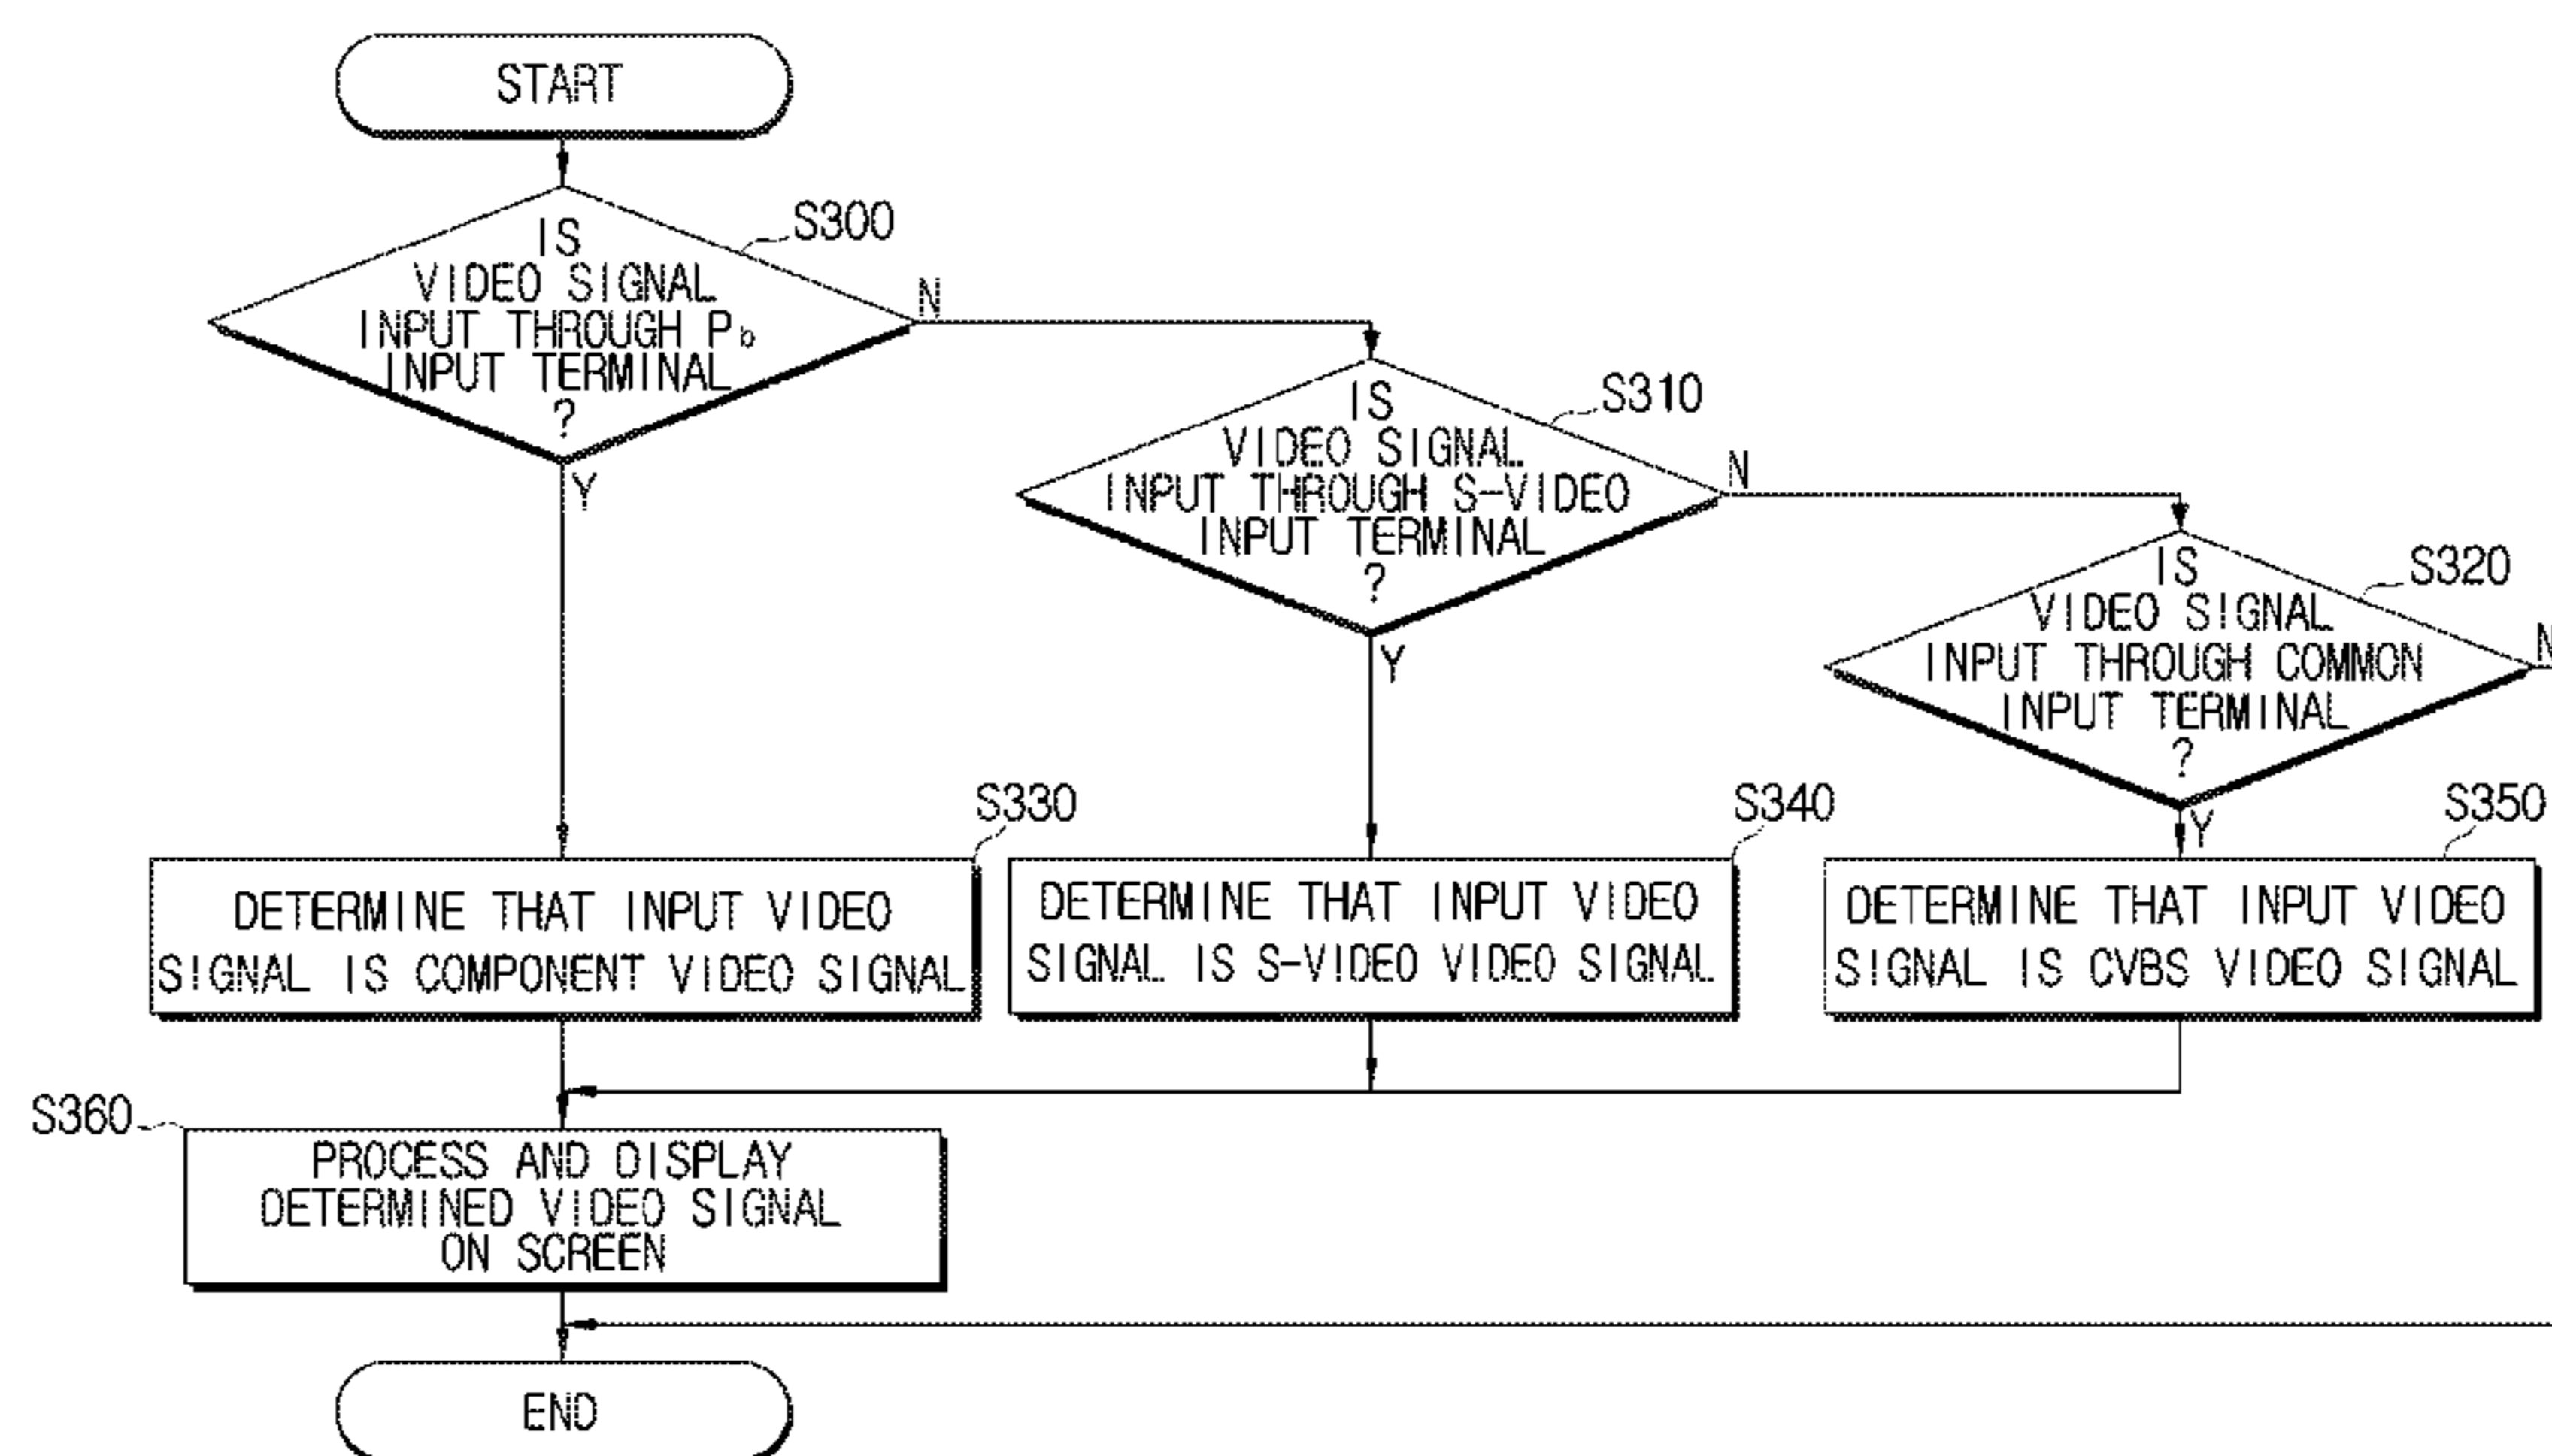 START
S300
IS
VIDEO SIGNAL
INPUT THROUGH Pb
INPUT TERMINAL
?
N
Y
S310
IS
VIDEO SIGNAL
INPUT THROUGH S-VIDEO
INPUT TERMINAL
?
N
Y
S320
IS
VIDEO SIGNAL
INPUT THROUGH COMMON
INPUT TERMINAL
?
N
Y
S330
DETERMINE THAT INPUT VIDEO
SIGNAL IS COMPONENT VIDEO SIGNAL
S340
DETERMINE THAT INPUT VIDEO
SIGNAL IS S-VIDEO VIDEO SIGNAL
S350
DETERMINE THAT INPUT VIDEO
SIGNAL IS CVBS VIDEO SIGNAL
S360
PROCESS AND DISPLAY
DETERMINED VIDEO SIGNAL
ON SCREEN
END